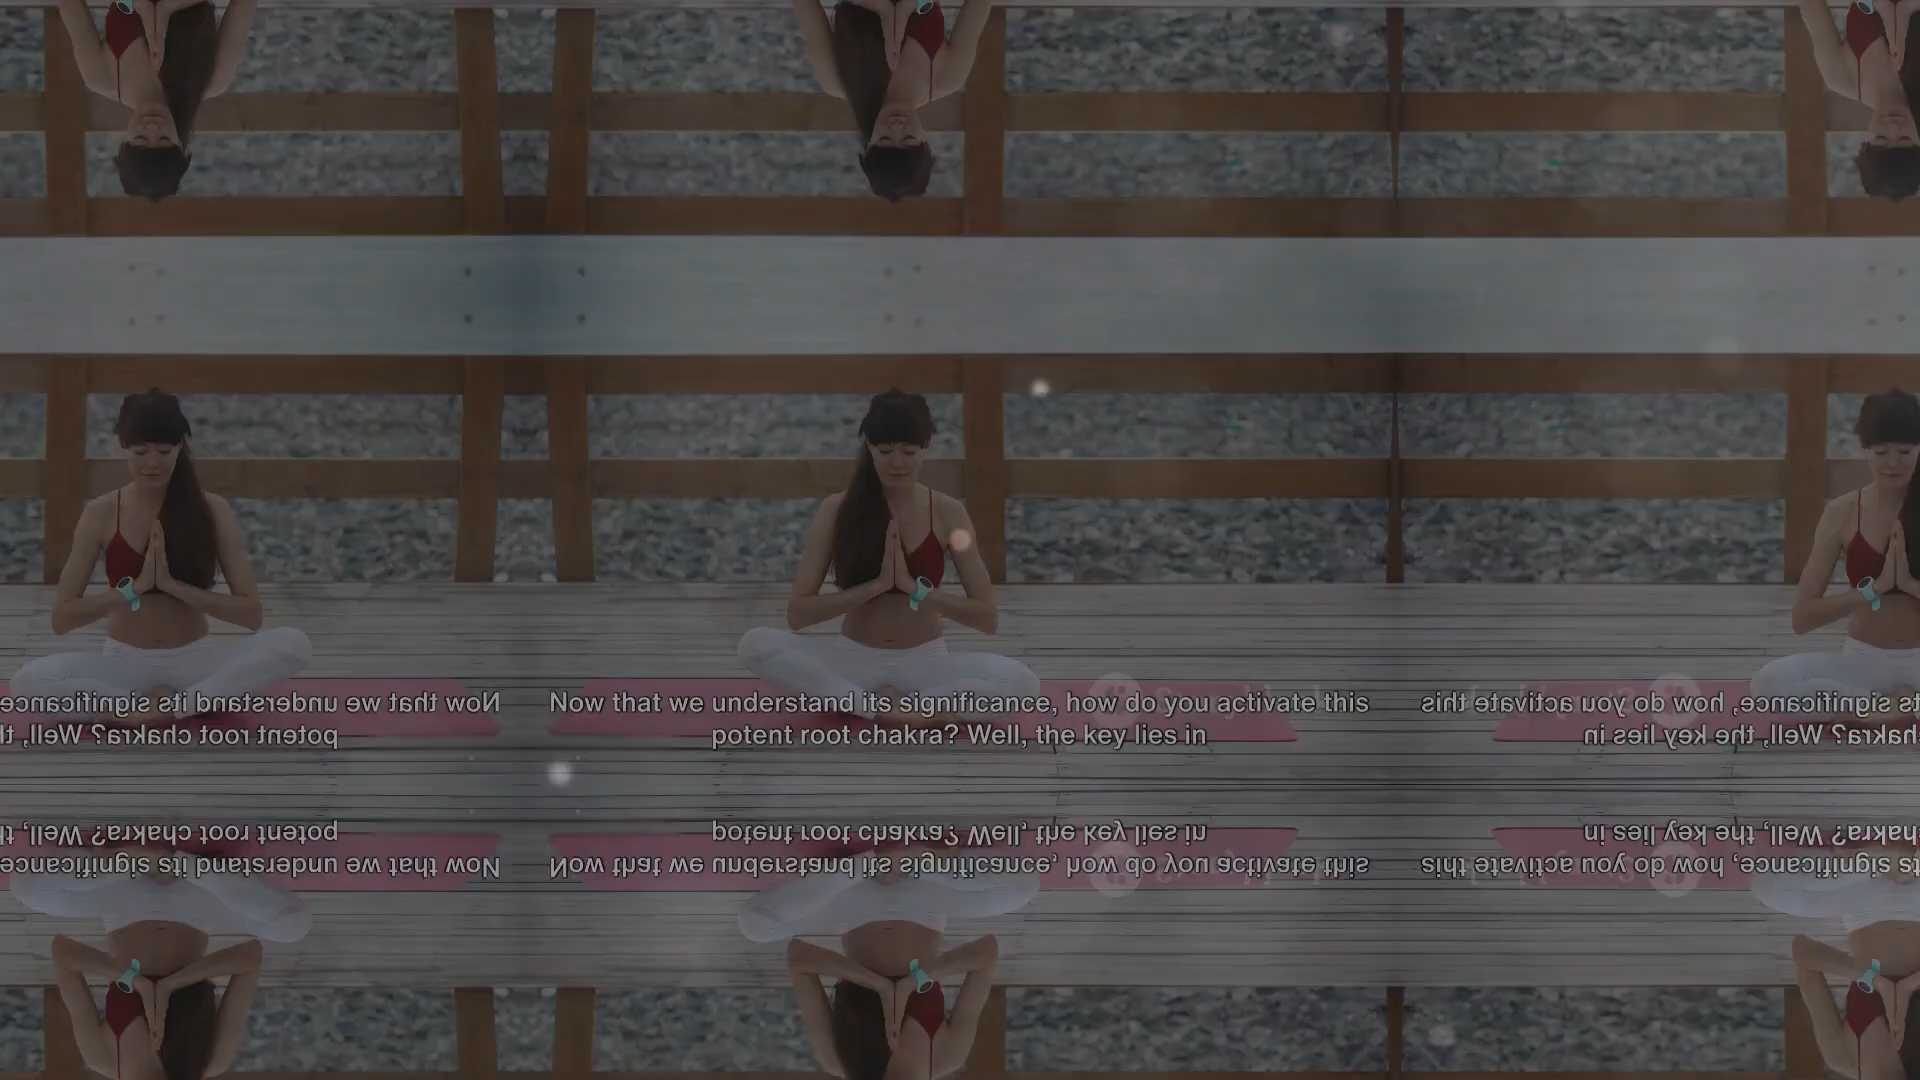 Now that we understand its significance, how do you activate this
potent root chakra? Well, the key lies in